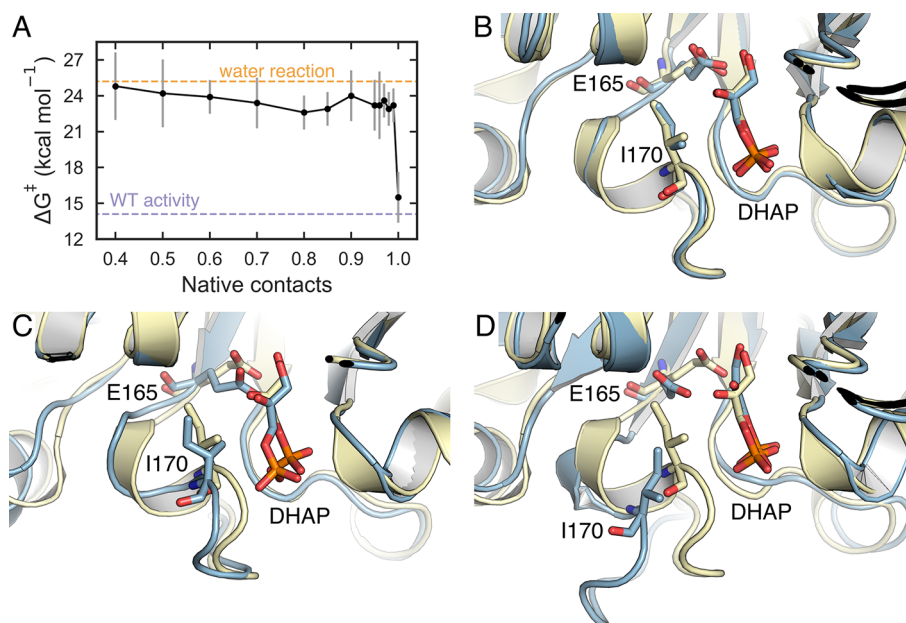 A
27
24
21
18
15
12
ΔG‡ (kcal mol⁻¹)
water reaction
WT activity
0.4 0.5 0.6 0.7 0.8 0.9 1.0
Native contacts
B
E165
I170
DHAP
C
E165
I170
DHAP
D
E165
I170
DHAP